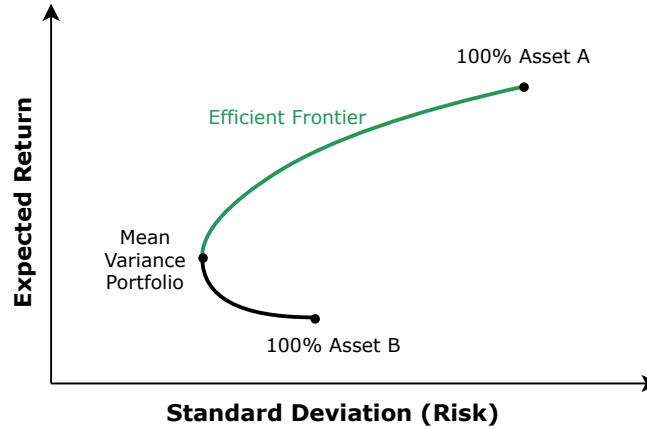 100% Asset A
Efficient Frontier
Expected Return
Mean
Variance
Portfolio
100% Asset B
Standard Deviation (Risk)